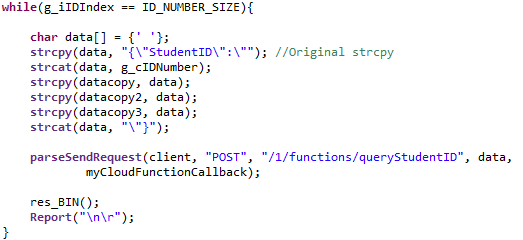 while(g_iIDIndex == ID_NUMBER_SIZE){
char data[] = {' '};
strcpy(data, "{\"StudentID\":\""); //Original strcpy
strcat(data, g_cIDNumber);
strcpy(datacopy, data);
strcpy(datacopy2, data);
strcpy(datacopy3, data);
strcat(data, "\"}");
parseSendRequest(client, "POST", "/1/functions/queryStudentID", data,
myCloudFunctionCallback);
res_BIN();
Report("\n\r");
}